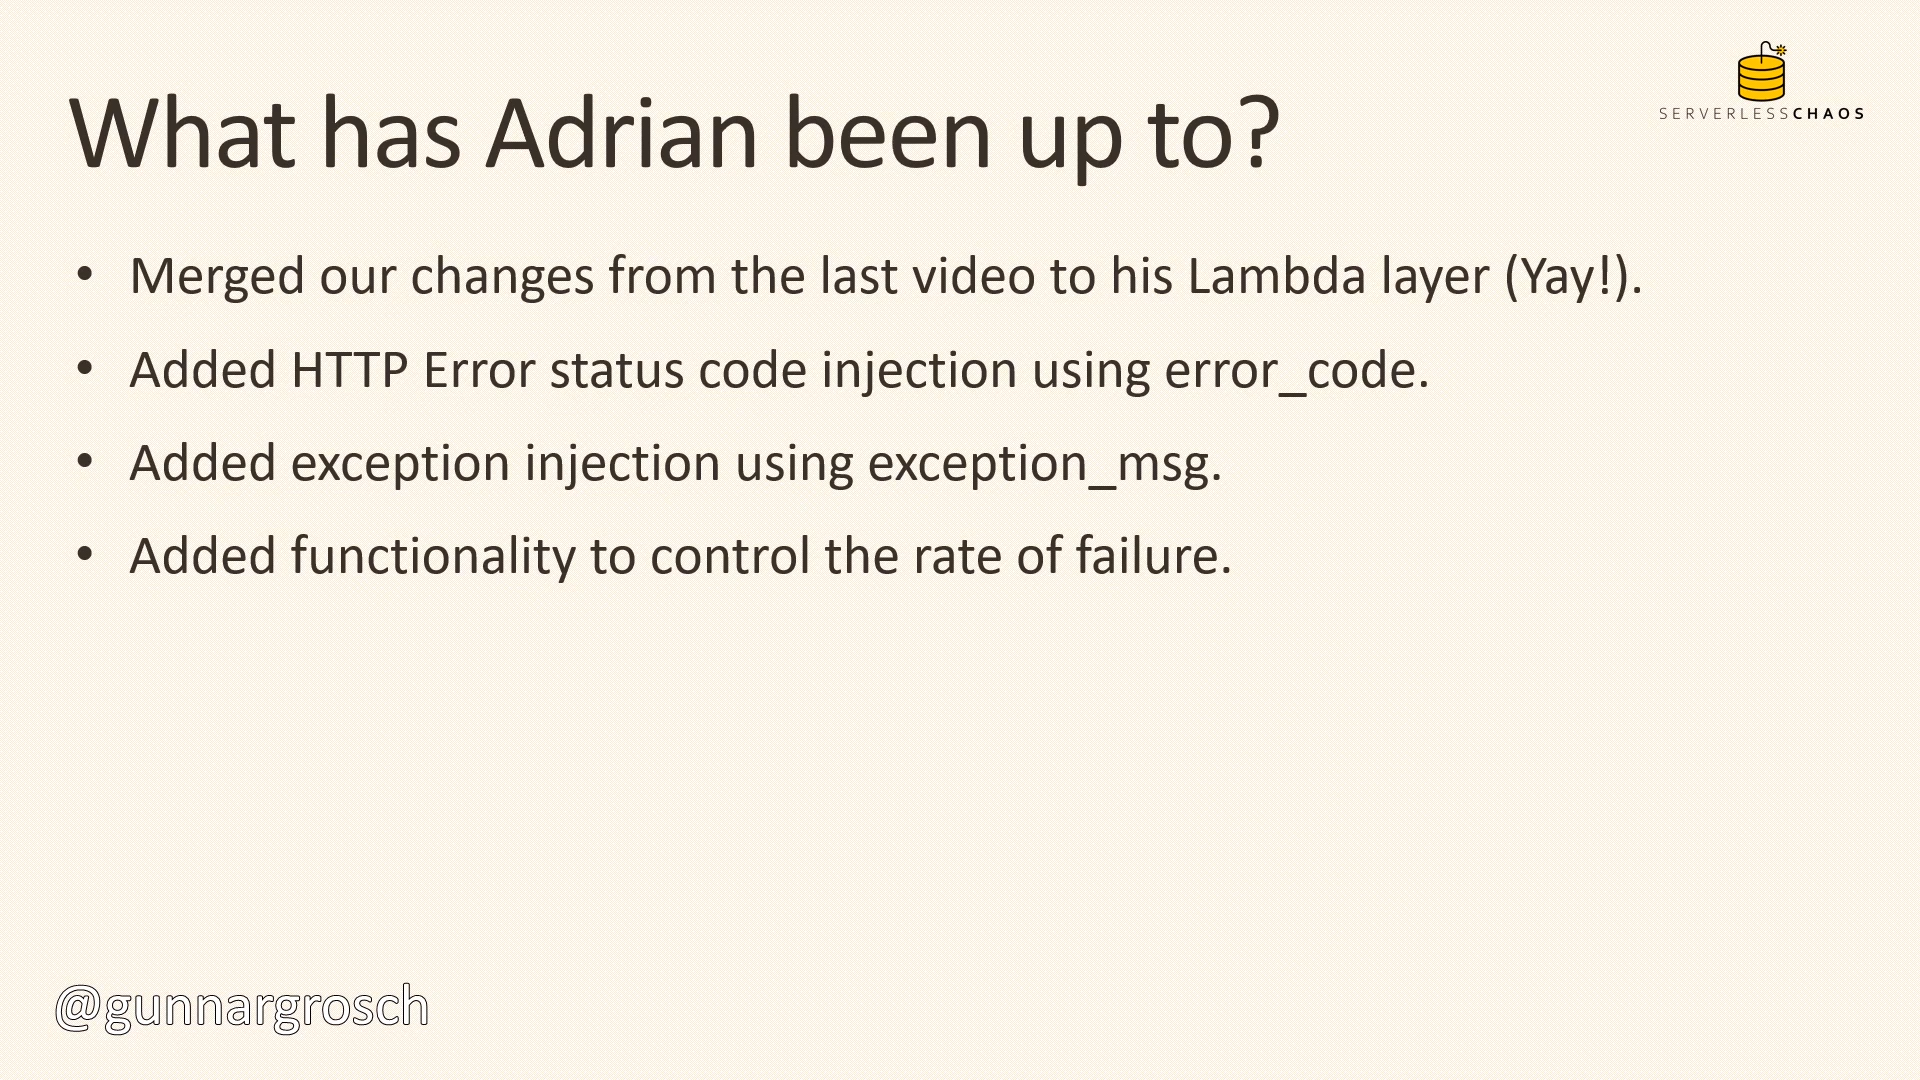 What has Adrian been up to?
SERVERLESSCHAOS
• Merged our changes from the last video to his Lambda layer (Yay!).
• Added HTTP Error status code injection using error_code.
• Added exception injection using exception_msg.
• Added functionality to control the rate of failure.
@gunnargrosch